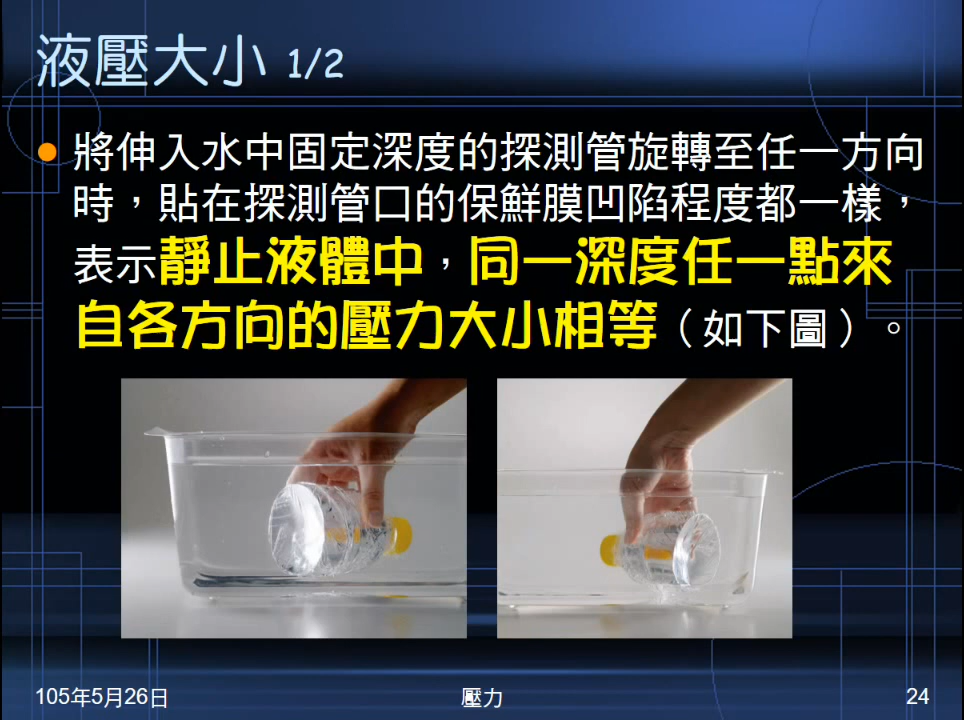 液壓大小 1/2
將伸入水中固定深度的探測管旋轉至任一方向
時，貼在探測管口的保鮮膜凹陷程度都一樣，
表示靜止液體中，同一深度任一點來
自各方向的壓力大小相等（如下圖）。
105年5月26日
壓力
24